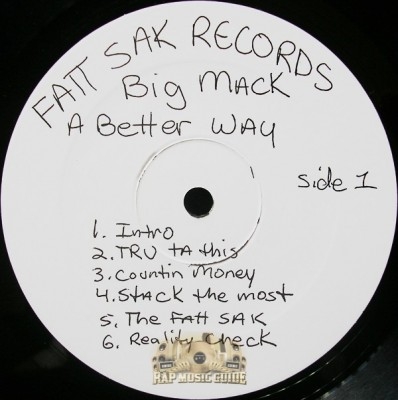 FATT SAK RECORDS
Big MACK
A Better WAY
Side 1
1. Intro
2. TRU TA this
3. Countin Money
4. Stack the most
5. The FAtt SAK
6. Reality Check
RAP MUSIC GUIDE